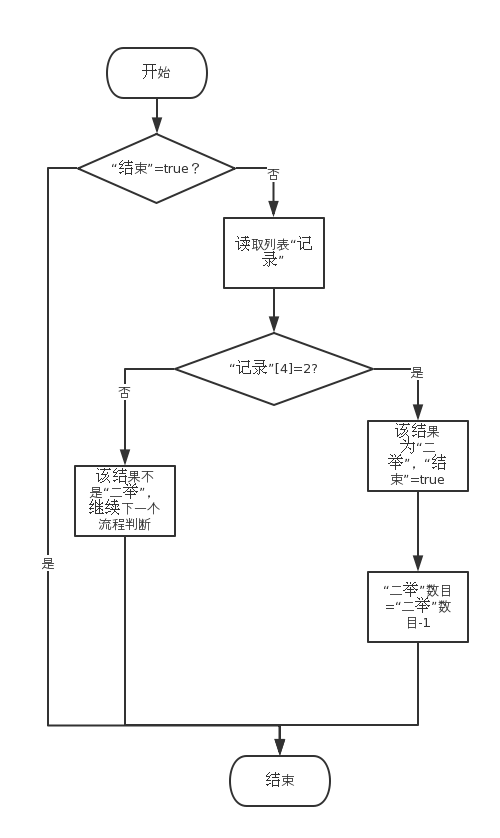 开始
“结束”=true？
否
读取列表“记
录”
“记录”[4]=2?
否
是
该结果
为“二
举”，“结
束”=true
该结果不
是“二举”，
继续下一个
流程判断
是
“二举”数目
=“二举”数
目-1
结束